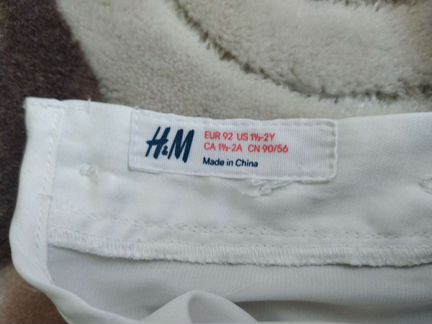 H&M
EUR 92 US 1½-2Y
CA 1½-2A CN 90/56
Made in China